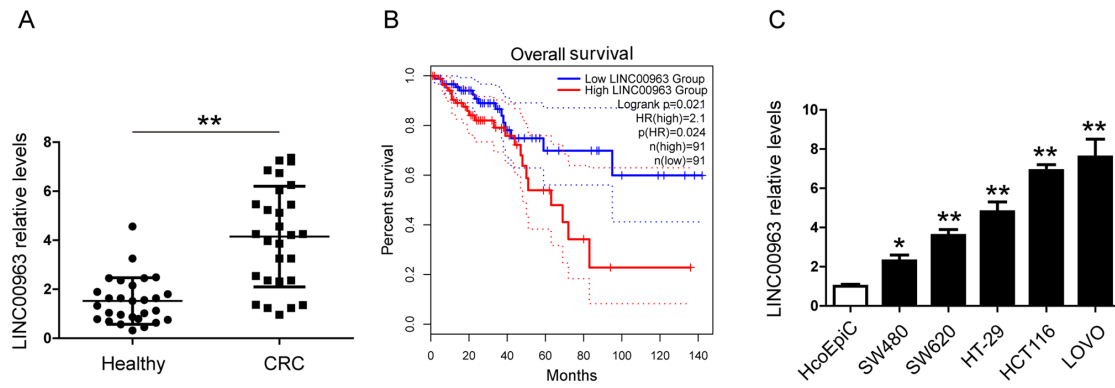 A
LINC00963 relative levels
8
6
4
2
0
**
Healthy
CRC
B
Overall survival
Percent survival
1.0
0.8
0.6
0.4
0.2
0.0
Low LINC00963 Group
High LINC00963 Group
Logrank p=0.021
HR(high)=2.1
p(HR)=0.024
n(high)=91
n(low)=91
0 20 40 60 80 100 120 140
Months
C
LINC00963 relative levels
10
8
6
4
2
0
*
**
**
**
**
HcoEpiC
SW480
SW620
HT-29
HCT116
LOVO